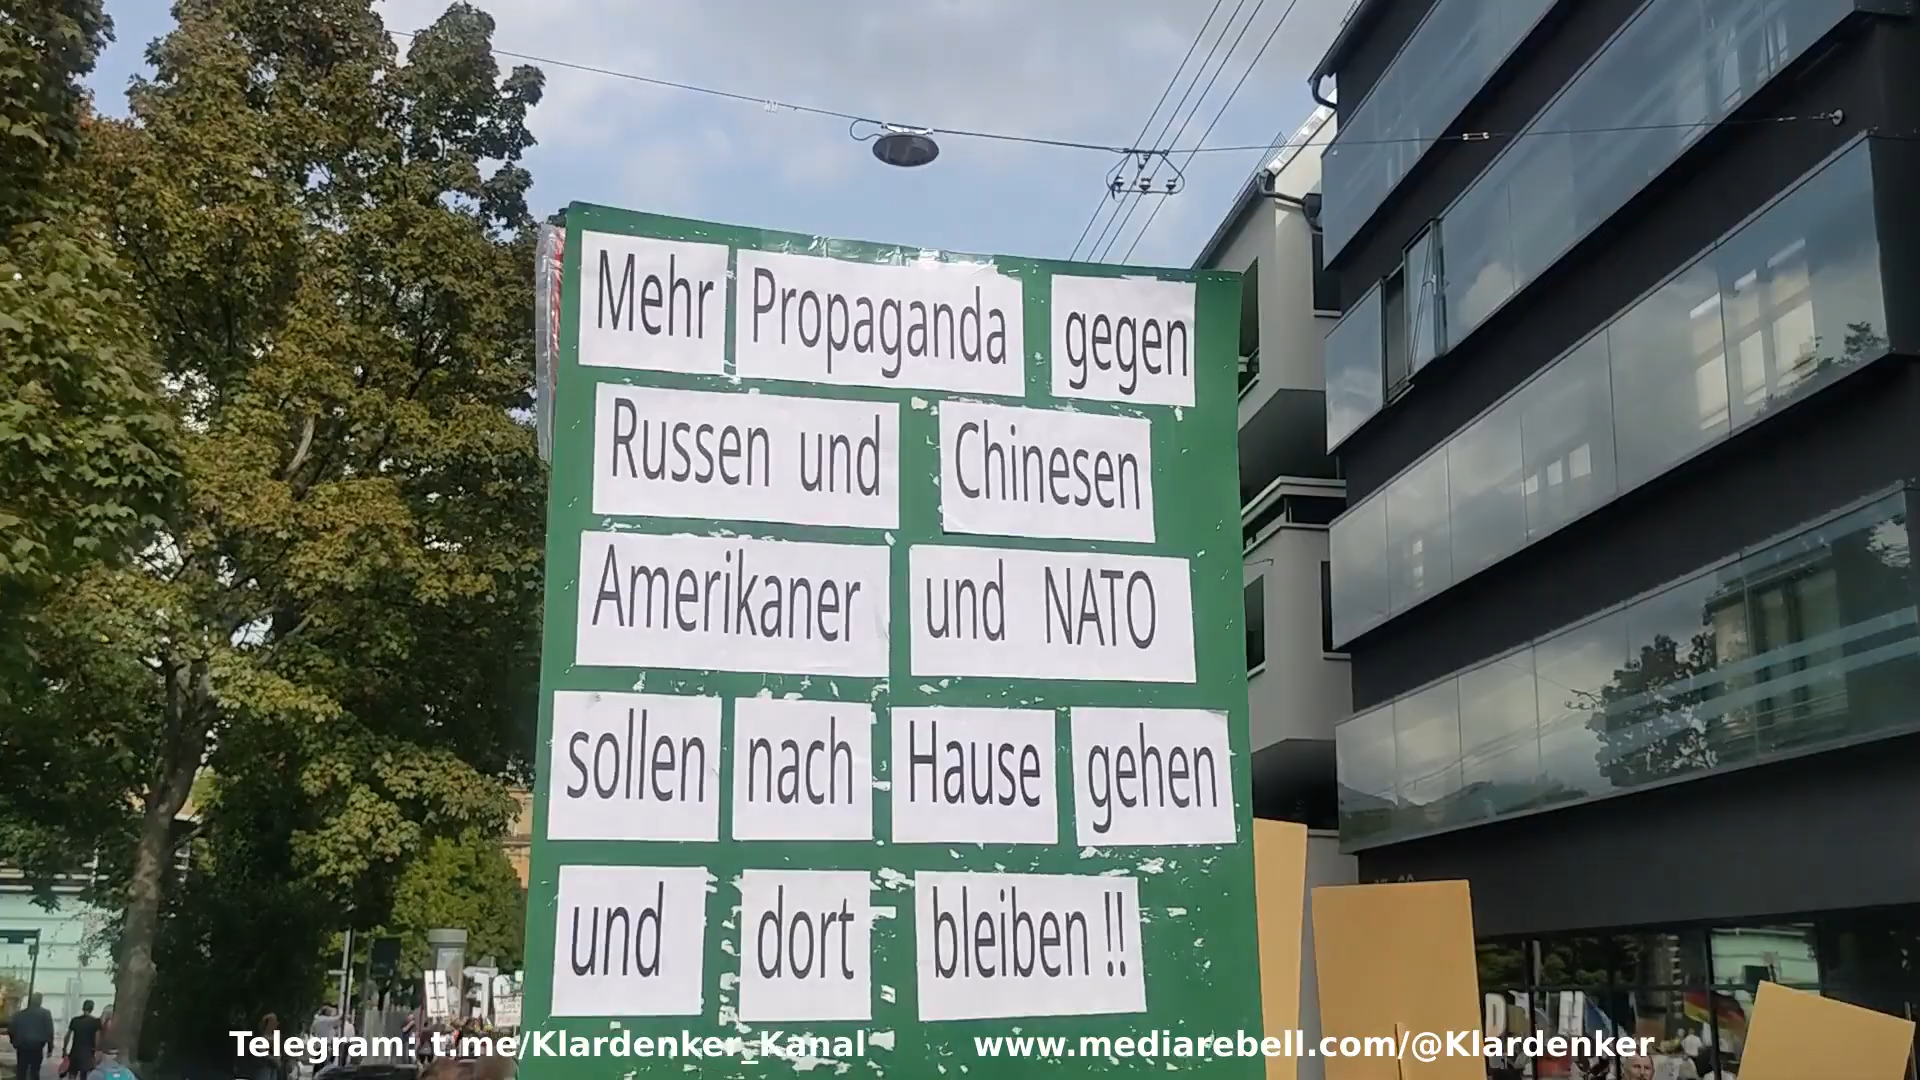 Mehr Propaganda gegen
Russen und Chinesen
Amerikaner und NATO
sollen nach Hause gehen
und dort bleiben !!
Telegram: t.me/Klardenker_Kanal www.mediarebell.com/@Klardenker